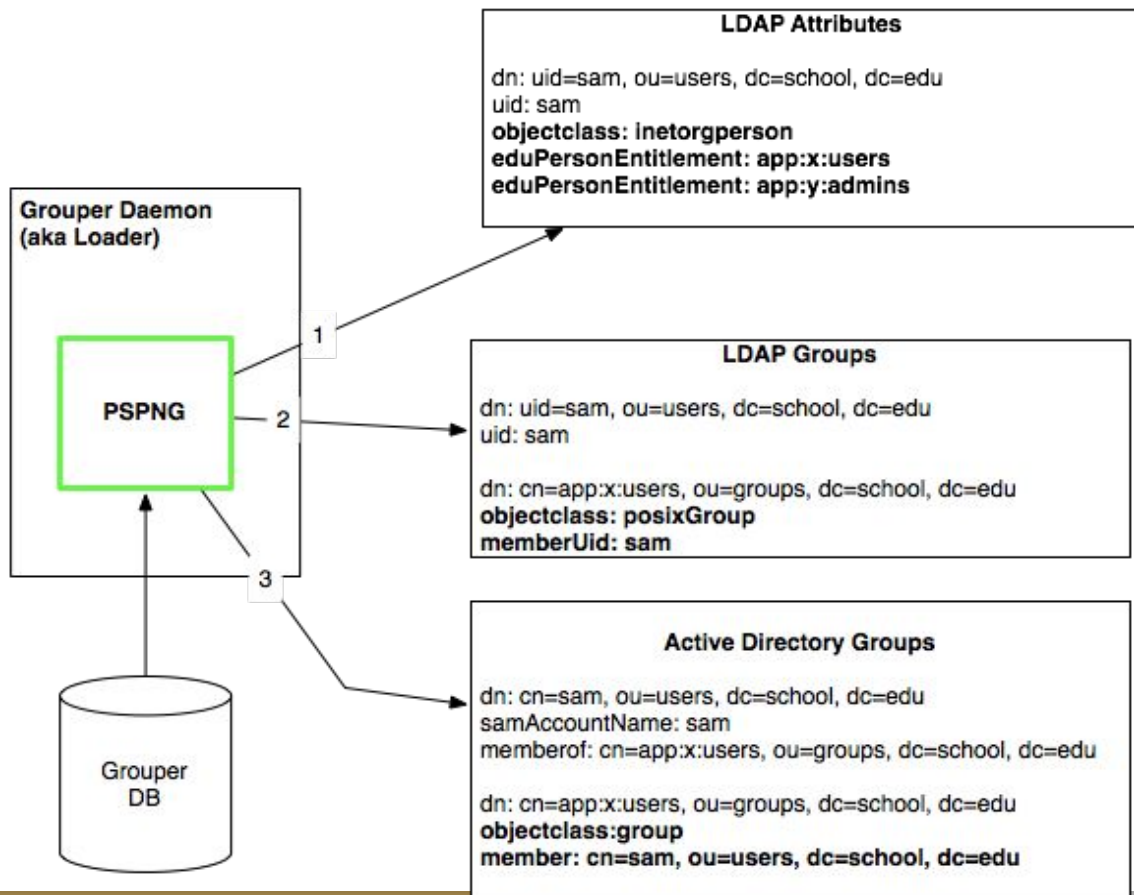 LDAP Attributes
dn: uid=sam, ou=users, dc=school, dc=edu
uid: sam
objectclass: inetorgperson
eduPersonEntitlement: app:x:users
eduPersonEntitlement: app:y:admins
Grouper Daemon
(aka Loader)
PSPNG
1
2
3
LDAP Groups
dn: uid=sam, ou=users, dc=school, dc=edu
uid: sam
dn: cn=app:x:users, ou=groups, dc=school, dc=edu
objectclass: posixGroup
memberUid: sam
Active Directory Groups
dn: cn=sam, ou=users, dc=school, dc=edu
samAccountName: sam
memberof: cn=app:x:users, ou=groups, dc=school, dc=edu
dn: cn=app:x:users, ou=groups, dc=school, dc=edu
objectclass:group
member: cn=sam, ou=users, dc=school, dc=edu
Grouper
DB